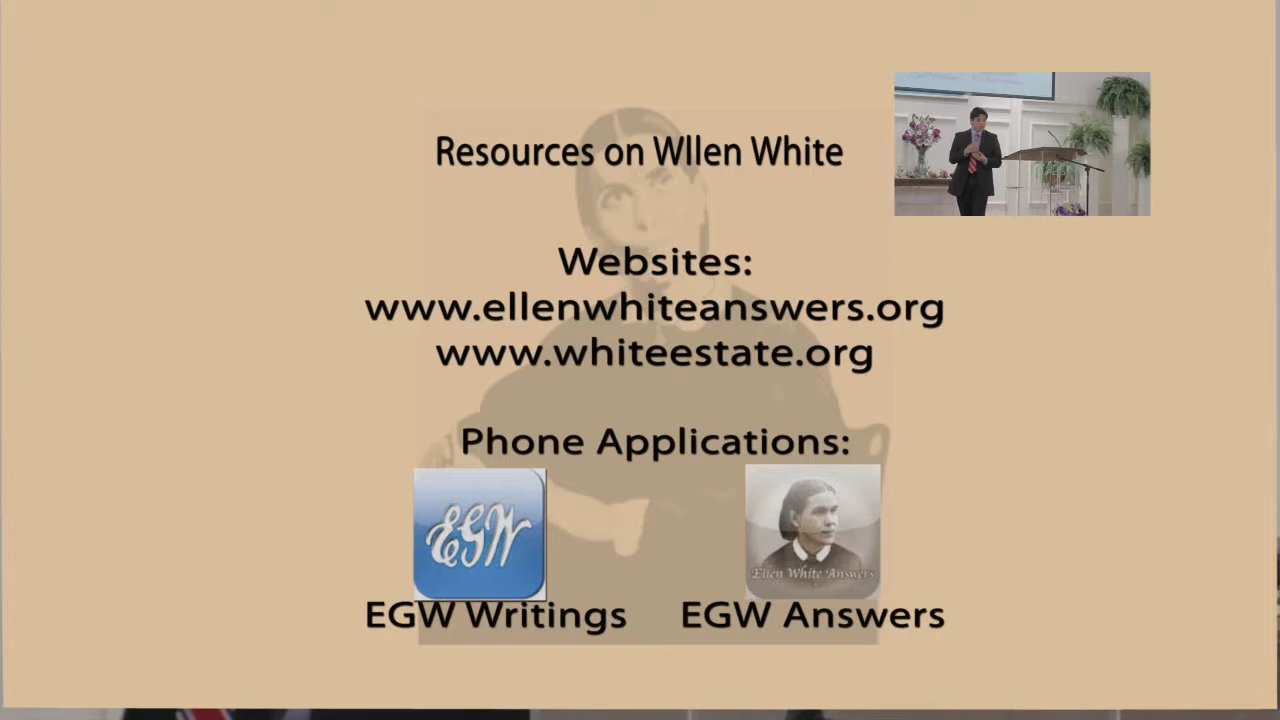 Resources on Wllen White
Websites:
www.ellenwhiteanswers.org
www.whiteestate.org
Phone Applications:
EGW
Ellen White Answers
EGW Writings
EGW Answers